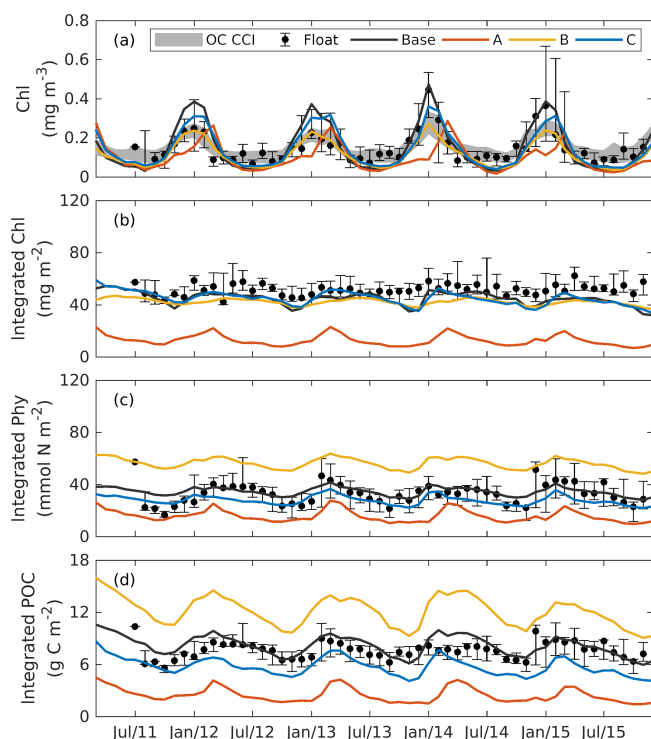 (a)
OC CCI Float Base A B C
Chl
(mg m⁻³)
0.8
0.6
0.4
0.2
0
(b)
Integrated Chl
(mg m⁻²)
120
80
40
0
(c)
Integrated Phy
(mmol N m⁻²)
120
80
40
0
(d)
Integrated POC
(g C m⁻²)
18
12
6
0
Jul/11 Jan/12 Jul/12 Jan/13 Jul/13 Jan/14 Jul/14 Jan/15 Jul/15